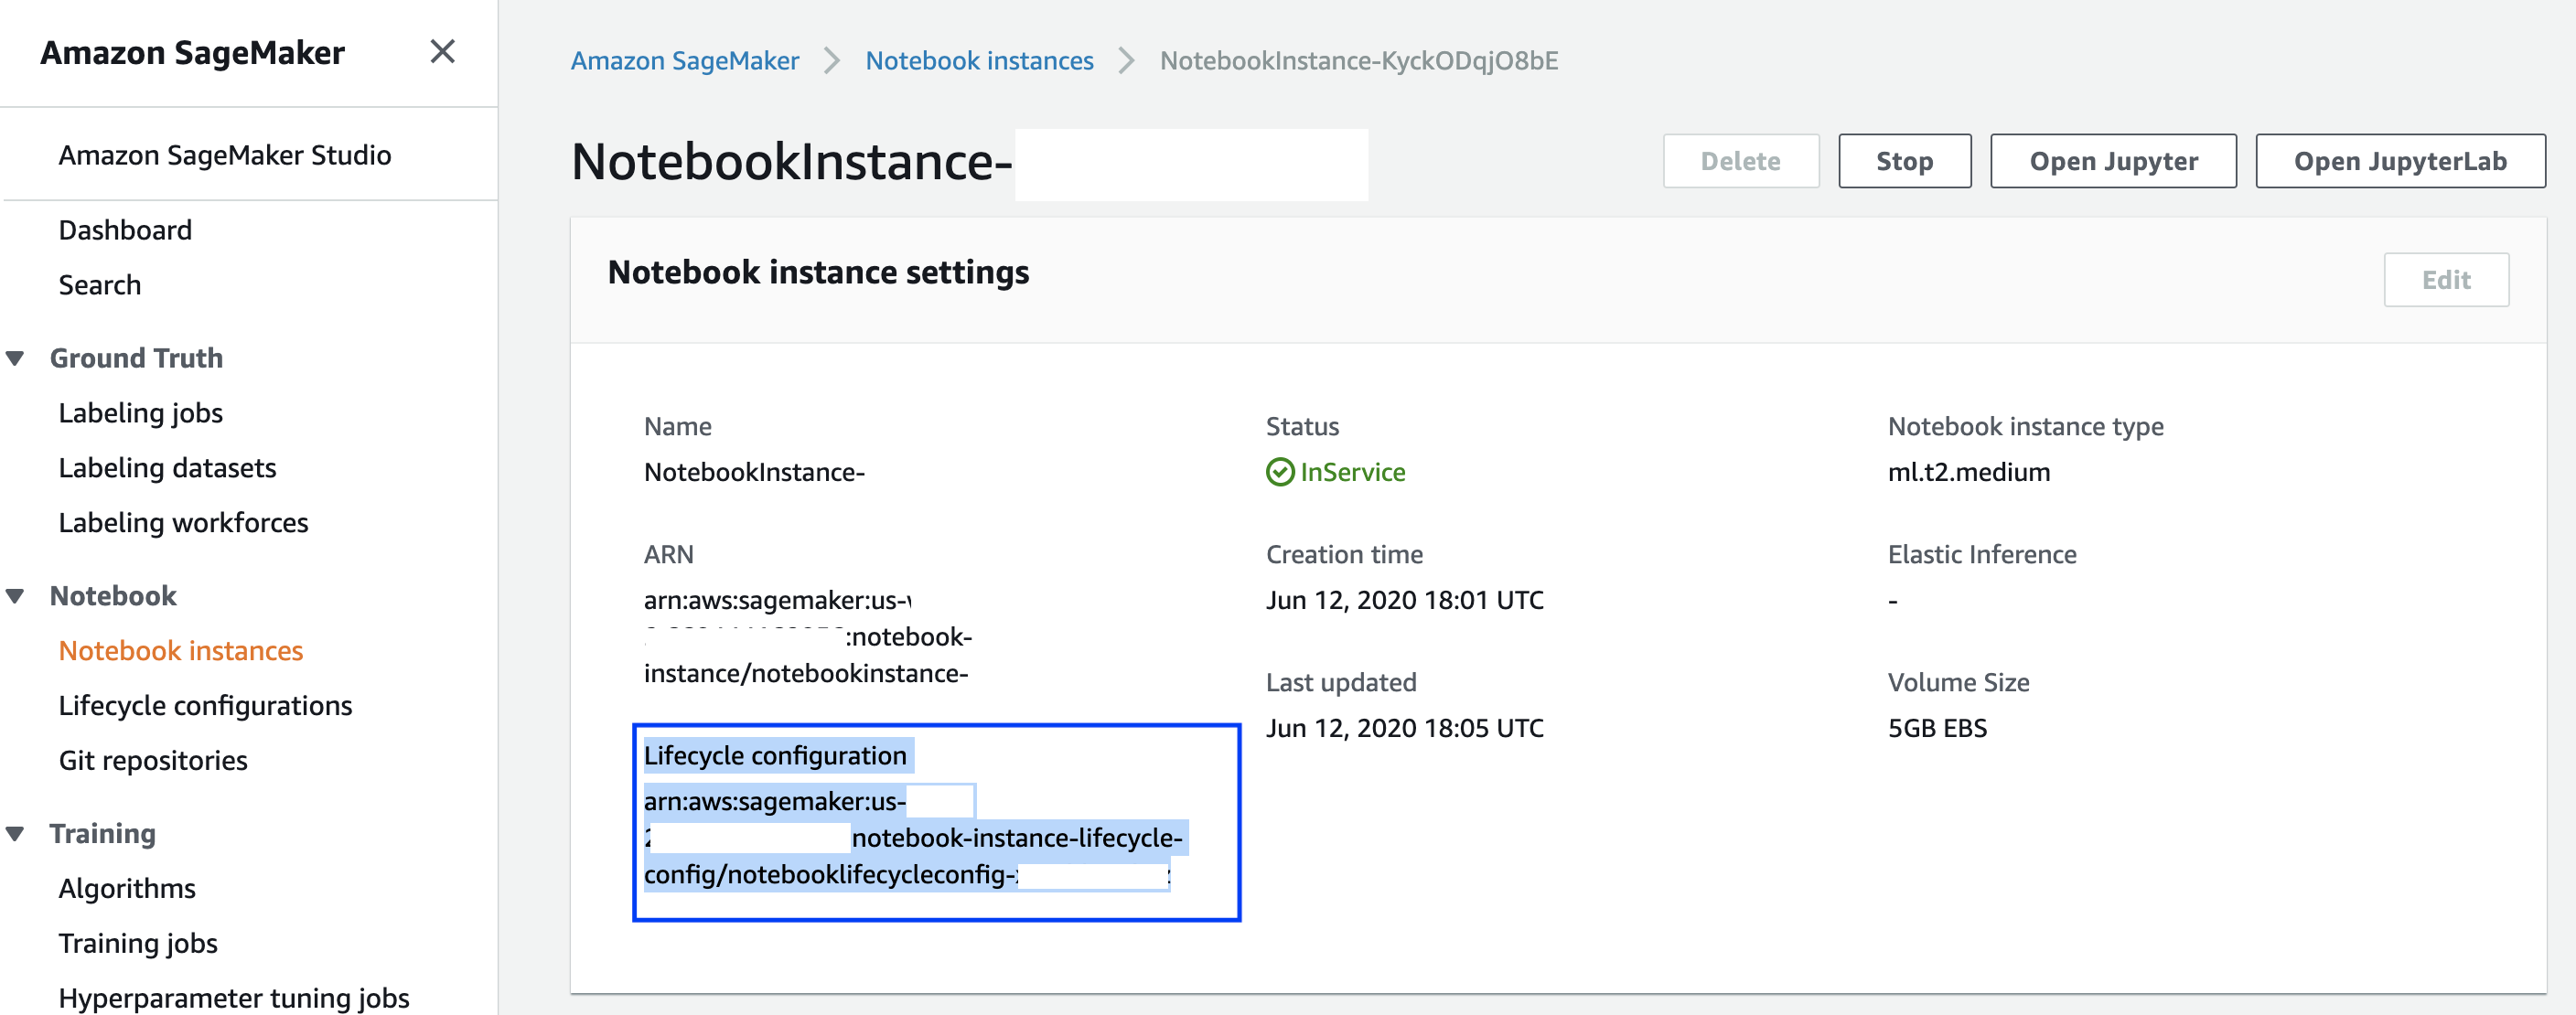 Amazon SageMaker
Amazon SageMaker Studio
Dashboard
Search
Ground Truth
Labeling jobs
Labeling datasets
Labeling workforces
Notebook
Notebook instances
Lifecycle configurations
Git repositories
Training
Algorithms
Training jobs
Hyperparameter tuning jobs
Amazon SageMaker > Notebook instances > NotebookInstance-KyckODqjO8bE
NotebookInstance-
Delete
Stop
Open Jupyter
Open JupyterLab
Notebook instance settings
Edit
Name
NotebookInstance-
ARN
arn:aws:sagemaker:us-
:notebook-
instance/notebookinstance-
Lifecycle configuration
arn:aws:sagemaker:us-
notebook-instance-lifecycle-
config/notebooklifecycleconfig-
Status
InService
Creation time
Jun 12, 2020 18:01 UTC
Last updated
Jun 12, 2020 18:05 UTC
Notebook instance type
ml.t2.medium
Elastic Inference
-
Volume Size
5GB EBS